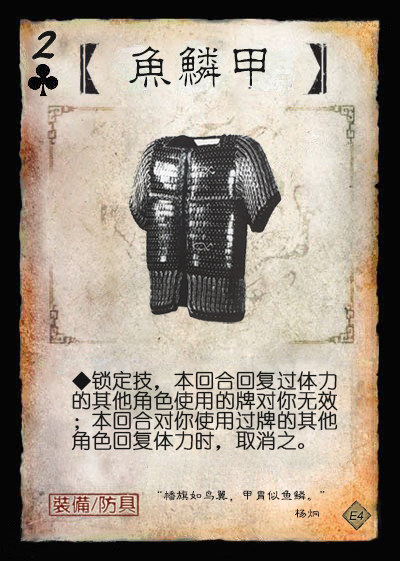 2
魚鱗甲
◆锁定技，本回合回复过体力
的其他角色使用的牌对你无效
；本回合对你使用过牌的其他
角色回复体力时，取消之。
裝備/防具
“幡旗如鸟翼，甲胄似鱼鳞。”
杨炯
E4